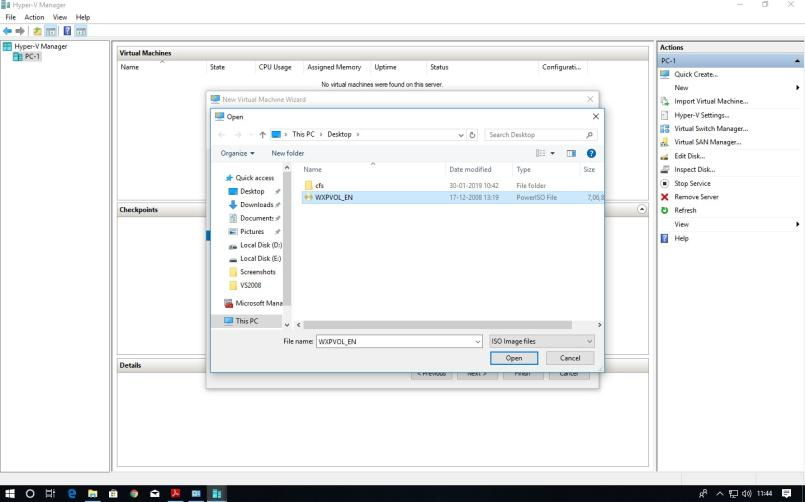 Hyper-V Manager
File Action View Help
Hyper-V Manager
PC-1
Virtual Machines
Name State CPU Usage Assigned Memory Uptime Status Configurati...
No virtual machines were found on this server.
New Virtual Machine Wizard
Open
This PC > Desktop >
Search Desktop
Organize
New folder
Name Date modified Type Size
cfs 30-01-2019 10:42 File folder
WXPVOL_EN 17-12-2008 13:19 PowerISO File 7,06,8
Quick access
Desktop
Downloads
Document:
Pictures
Local Disk (D:)
Local Disk (E:)
Screenshots
VS2008
Microsoft Mana
This PC
File name: WXPVOL_EN
ISO Image files
Open Cancel
< Previous Next > Finish Cancel
Checkpoints
Details
Actions
PC-1
Quick Create...
New
Import Virtual Machine...
Hyper-V Settings...
Virtual Switch Manager...
Virtual SAN Manager...
Edit Disk...
Inspect Disk...
Stop Service
Remove Server
Refresh
View
Help
11:44